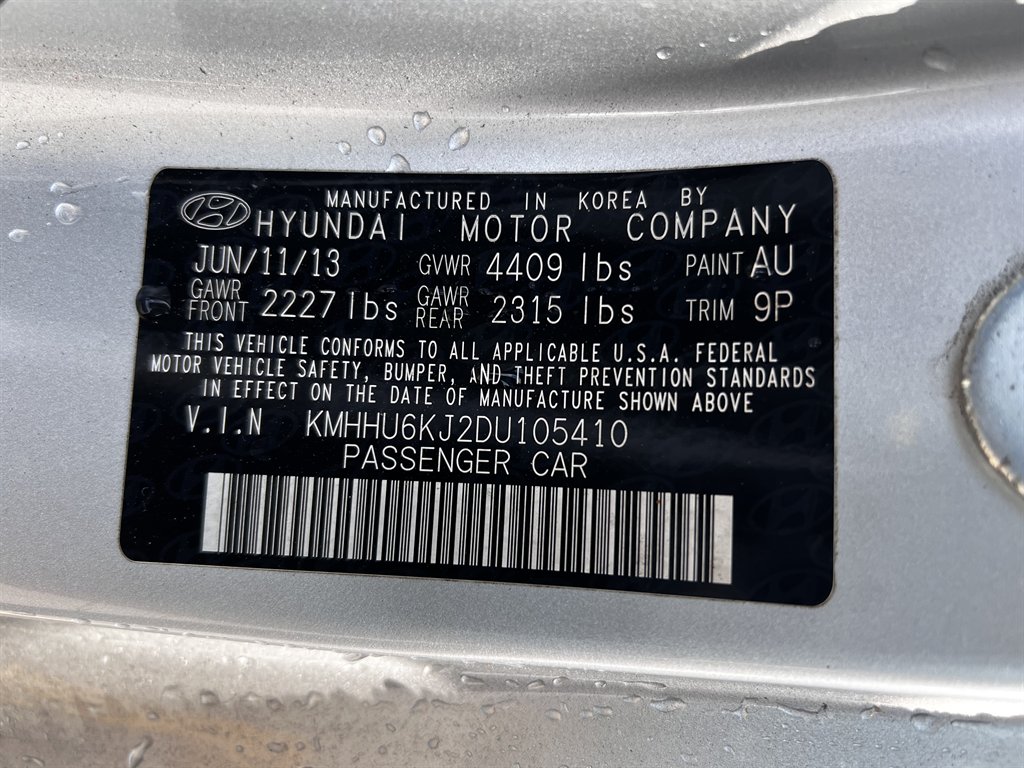 MANUFACTURED IN KOREA BY
HYUNDAI MOTOR COMPANY
JUN/11/13 GVWR 4409 lbs PAINT AU
GAWR FRONT 2227 lbs GAWR REAR 2315 lbs TRIM 9P
THIS VEHICLE CONFORMS TO ALL APPLICABLE U.S.A. FEDERAL
MOTOR VEHICLE SAFETY, BUMPER, AND THEFT PREVENTION STANDARDS
IN EFFECT ON THE DATE OF MANUFACTURE SHOWN ABOVE
V.I.N KMHHU6KJ2DU105410
PASSENGER CAR